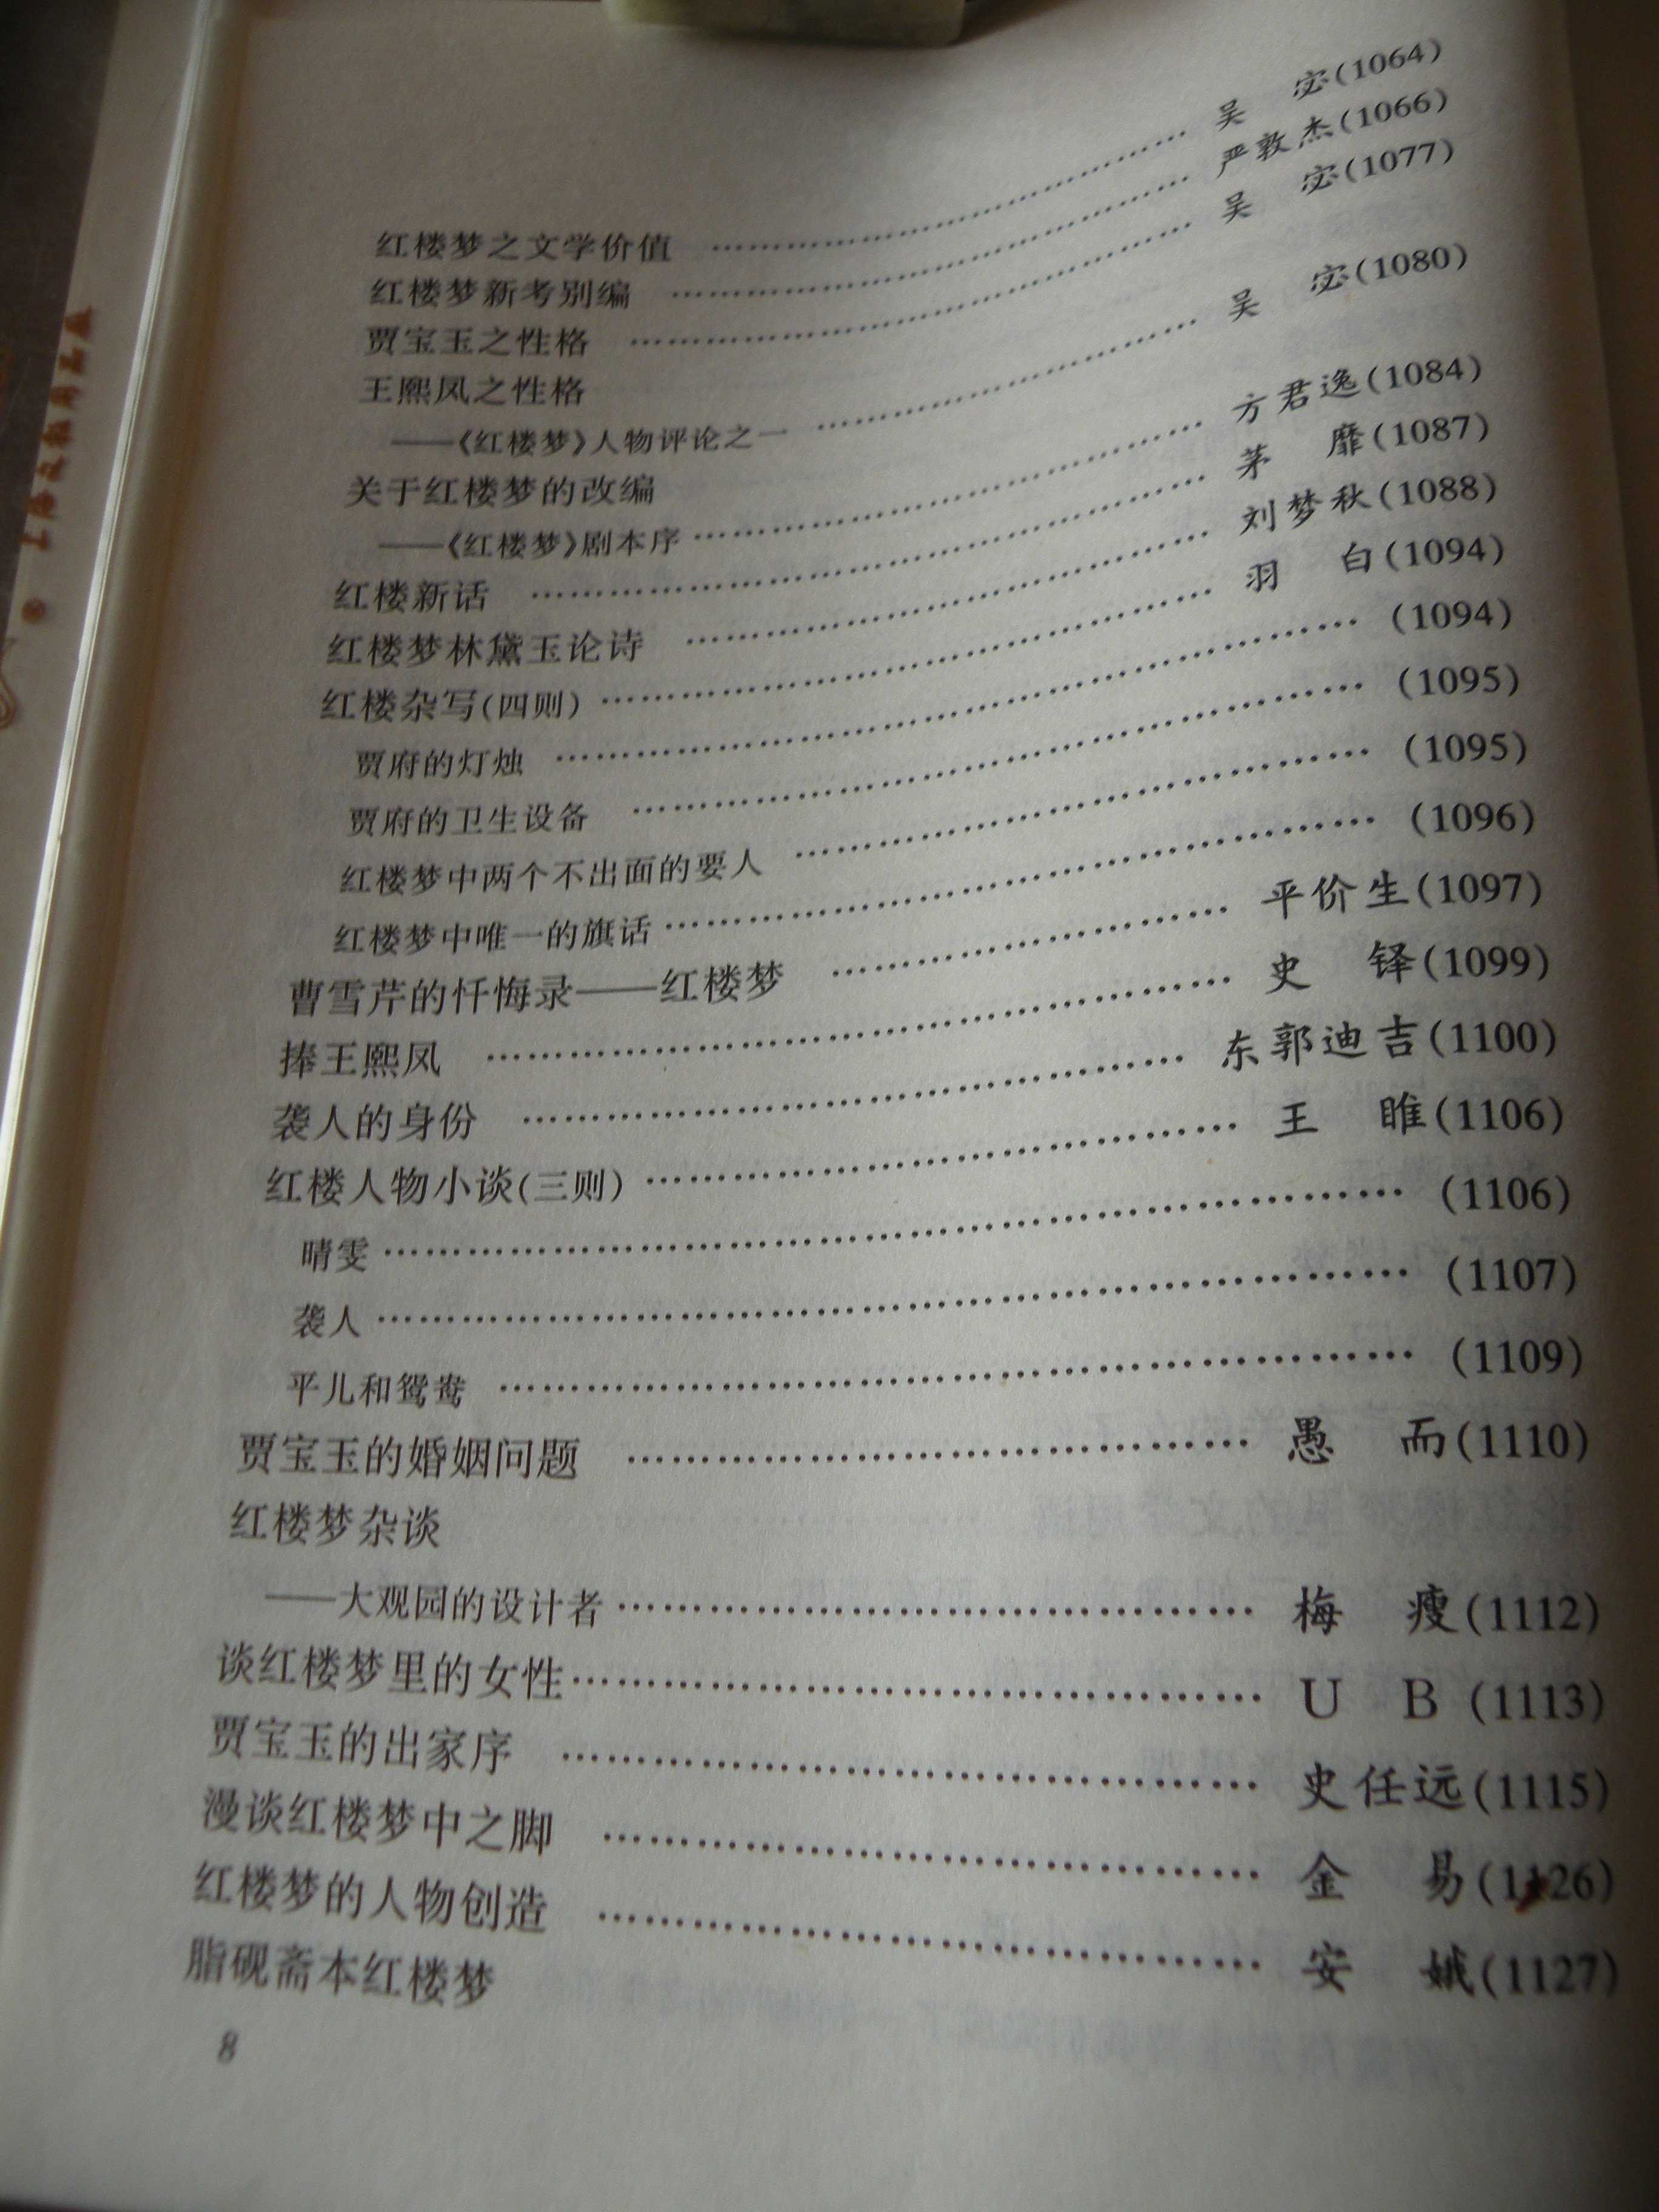 红楼梦之文学价值 …… 吴 宓(1064)
红楼梦新考别编 …… 严敦杰(1066)
贾宝玉之性格 …… 吴 宓(1077)
王熙凤之性格
——《红楼梦》人物评论之一 …… 吴 宓(1080)
关于红楼梦的改编
——《红楼梦》剧本序 …… 方君逸(1084)
红楼新话 …… 茅 靡(1087)
红楼梦林黛玉论诗 …… 刘梦秋(1088)
红楼杂写(四则) …… 羽 白(1094)
贾府的灯烛 …… (1094)
贾府的卫生设备 …… (1095)
红楼梦中两个不出面的要人 …… (1095)
红楼梦中唯一的旗话 …… (1096)
曹雪芹的忏悔录——红楼梦 …… 平价生(1097)
捧王熙凤 …… 史 铎(1099)
袭人的身份 …… 东郭迪吉(1100)
红楼人物小谈(三则) …… 王 睢(1106)
晴雯 …… (1106)
袭人 …… (1107)
平儿和鸳鸯 …… (1109)
贾宝玉的婚姻问题 …… 愚 而(1110)
红楼梦杂谈
——大观园的设计者 …… 梅 瘦(1112)
谈红楼梦里的女性 …… U B (1113)
贾宝玉的出家序 …… 史任远(1115)
漫谈红楼梦中之脚 …… 金 易(1126)
红楼梦的人物创造 …… 安 娥(1127)
脂砚斋本红楼梦
8